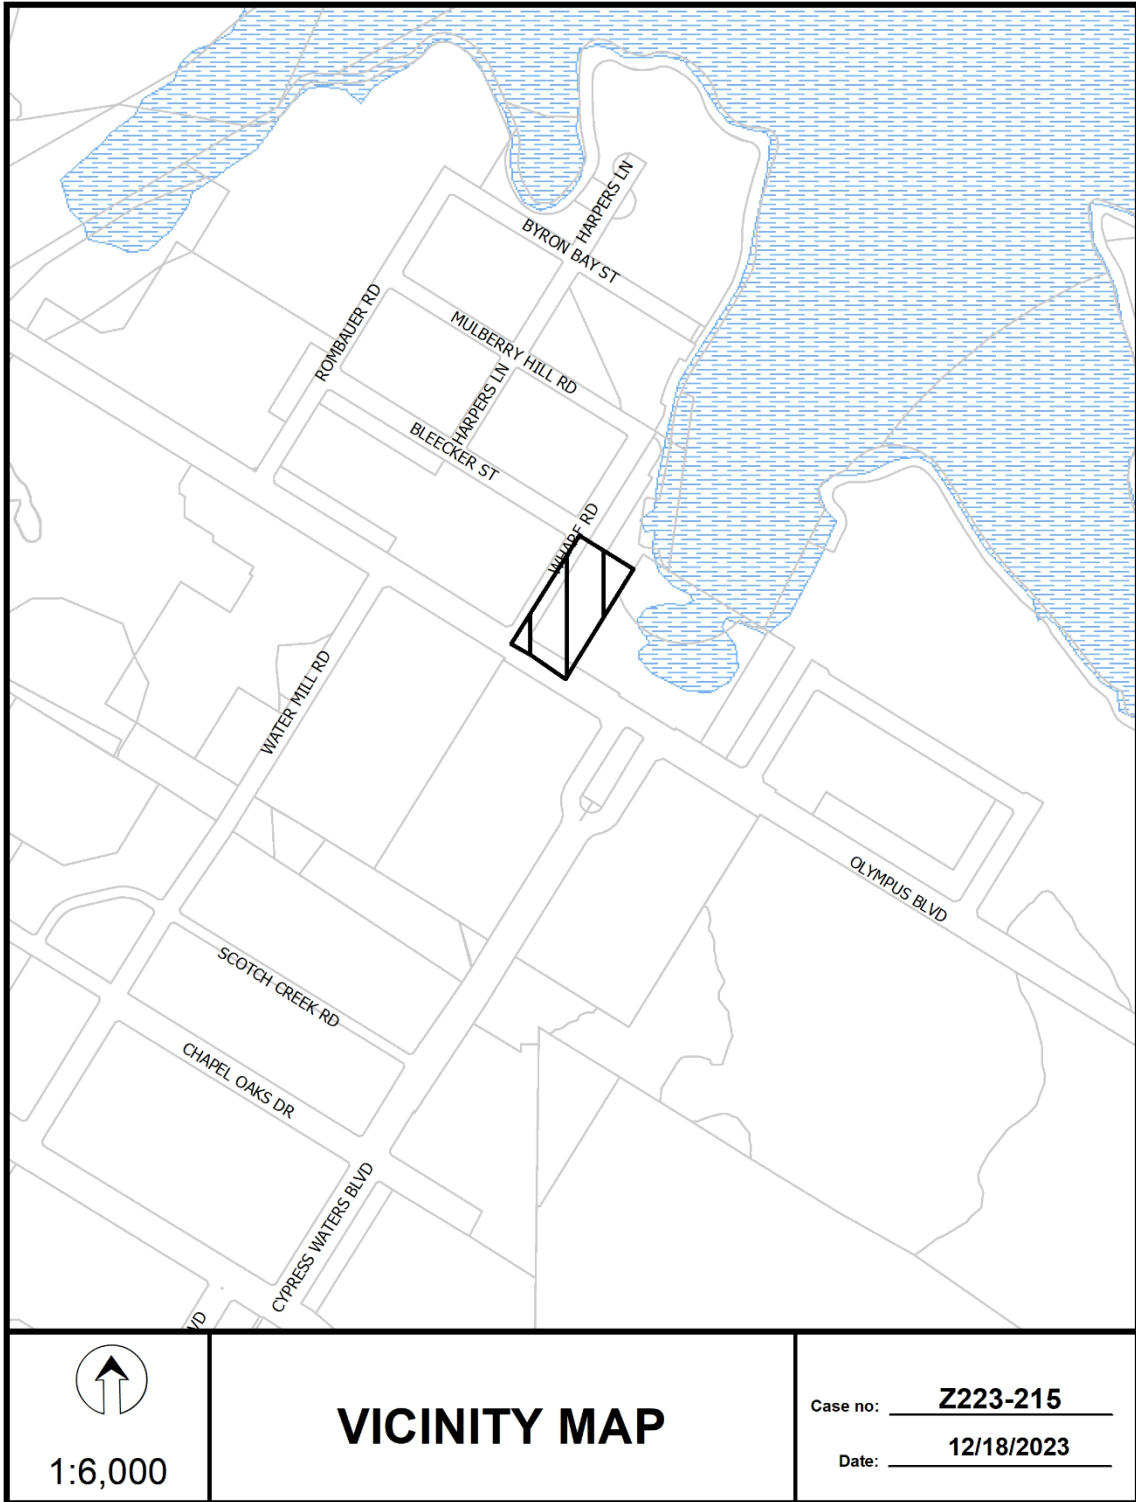 HARPERS LN
BYRON BAY ST
ROMBAUER RD
MULBERRY HILL RD
HARPERS LN
BLEECKER ST
WHARF RD
WATER MILL RD
OLYMPUS BLVD
SCOTCH CREEK RD
CHAPEL OAKS DR
CYPRESS WATERS BLVD
VD
1:6,000
VICINITY MAP
Case no: Z223-215
Date: 12/18/2023